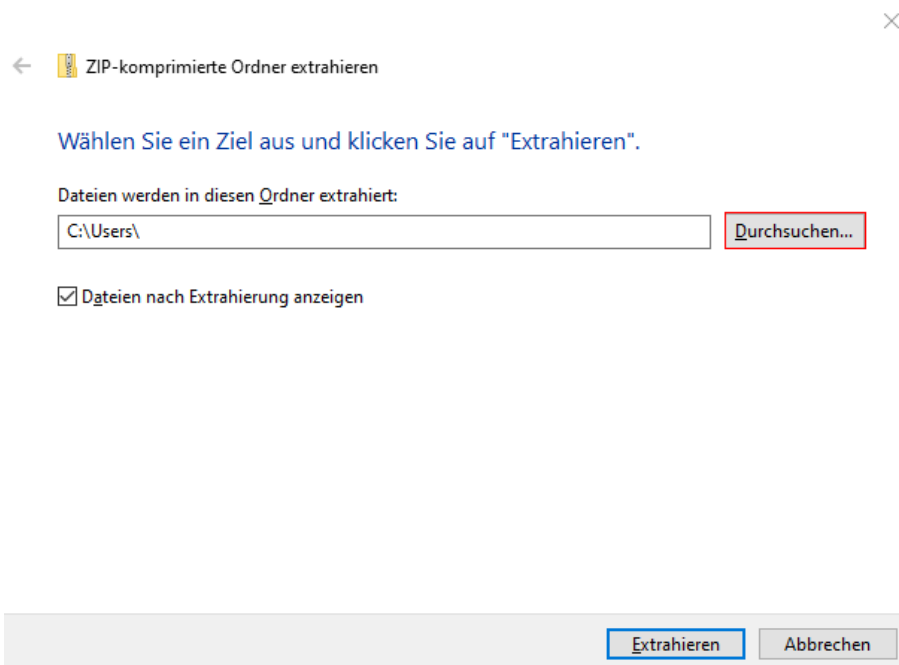 ZIP-komprimierte Ordner extrahieren
Wählen Sie ein Ziel aus und klicken Sie auf "Extrahieren".
Dateien werden in diesen Ordner extrahiert:
C:\Users\ Durchsuchen...
Dateien nach Extrahierung anzeigen
Extrahieren Abbrechen